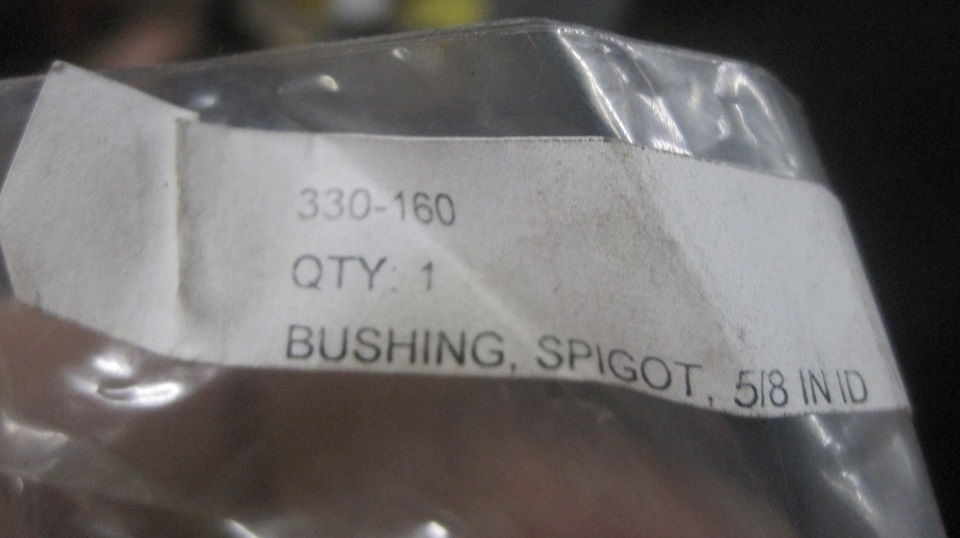 330-160
QTY: 1
BUSHING, SPIGOT, 5/8 IN ID